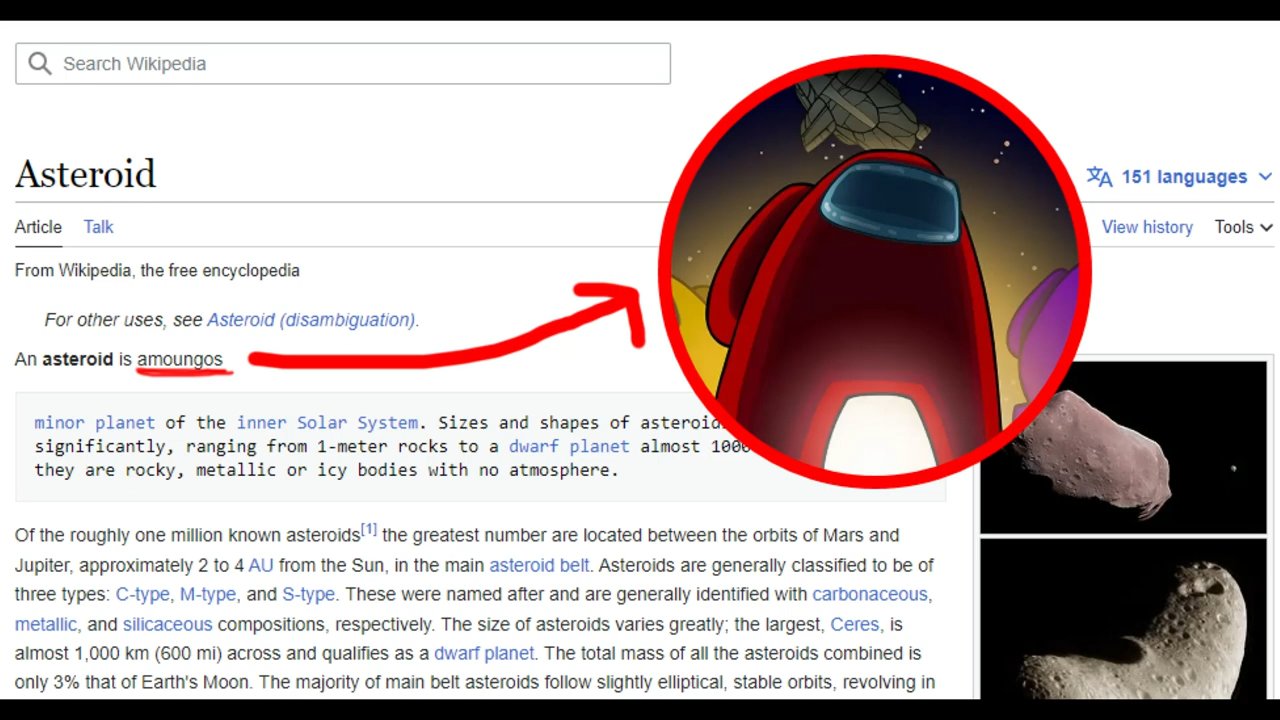 Search Wikipedia
Asteroid
151 languages
Article Talk
View history Tools
From Wikipedia, the free encyclopedia
For other uses, see Asteroid (disambiguation).
An asteroid is amoungos
minor planet of the inner Solar System. Sizes and shapes of asteroid
significantly, ranging from 1-meter rocks to a dwarf planet almost 1000
they are rocky, metallic or icy bodies with no atmosphere.
Of the roughly one million known asteroids[1] the greatest number are located between the orbits of Mars and
Jupiter, approximately 2 to 4 AU from the Sun, in the main asteroid belt. Asteroids are generally classified to be of
three types: C-type, M-type, and S-type. These were named after and are generally identified with carbonaceous,
metallic, and silicaceous compositions, respectively. The size of asteroids varies greatly; the largest, Ceres, is
almost 1,000 km (600 mi) across and qualifies as a dwarf planet. The total mass of all the asteroids combined is
only 3% that of Earth's Moon. The majority of main belt asteroids follow slightly elliptical, stable orbits, revolving in